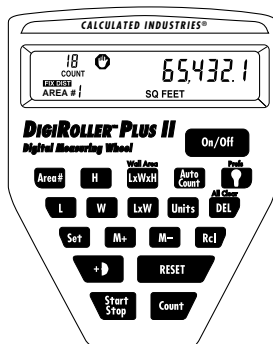 CALCULATED INDUSTRIES®
18 65,432.1
COUNT
FIX DIST
AREA #1 SQ FEET
DIGIROLLER™ PLUS II
Digital Measuring Wheel
On/Off
Wall Area Prefs
Area# H LxWxH Auto Count
All Clear
L W LxW Units DEL
Set M+ M– Rcl
+ RESET
Start Stop Count